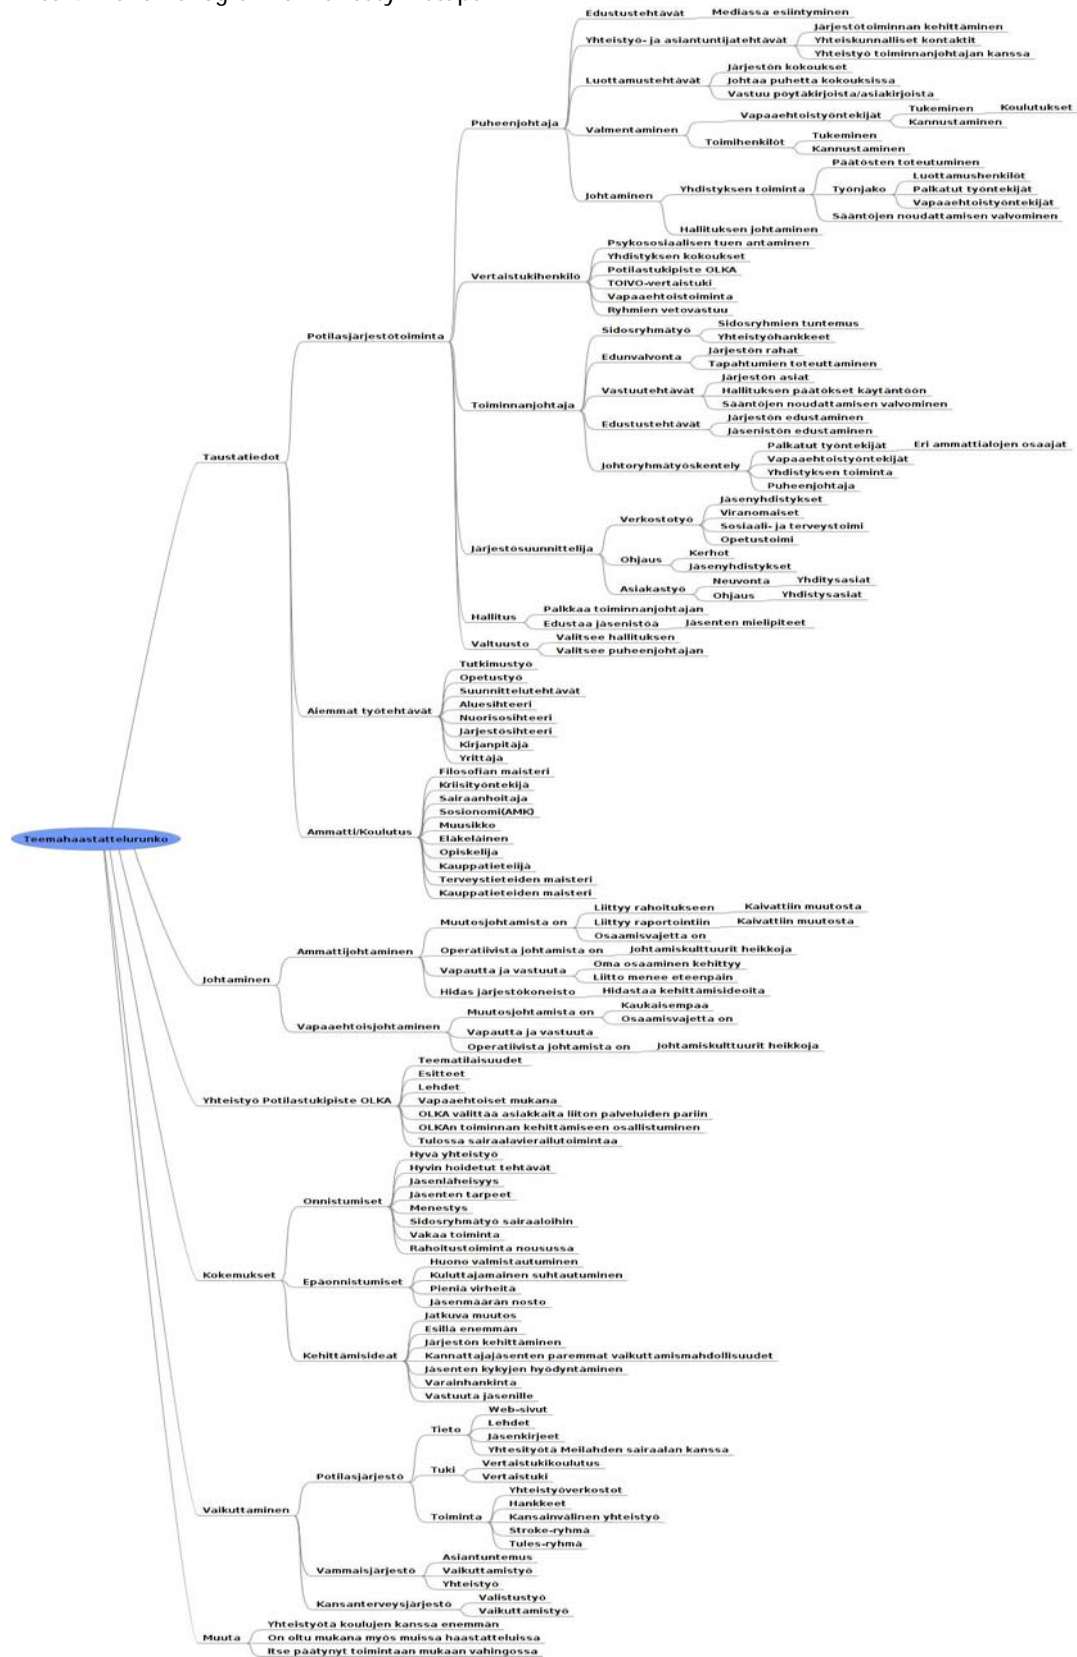 Edustustehtävät
Mediassa esiintyminen
Yhteistyö- ja asiantuntijatehtävät
Järjestötoiminnan kehittäminen
Yhteiskunnalliset kontaktit
Yhteistyö toiminnanjohtajan kanssa
Luottamustehtävät
Järjestön kokoukset
Johtaa puhetta kokouksissa
Vastuu pöytäkirjoista/asiakirjoista
Puheenjohtaja
Valmentaminen
Vapaaehtoistyöntekijät
Tukeminen
Koulutukset
Kannustaminen
Toimihenkilöt
Tukeminen
Kannustaminen
Johtaminen
Yhdistyksen toiminta
Päätösten toteutuminen
Työnjako
Luottamushenkilöt
Palkatut työntekijät
Vapaaehtoistyöntekijät
Sääntöjen noudattamisen valvominen
Hallituksen johtaminen
Vertaistukihenkilö
Psykososiaalisen tuen antaminen
Yhdistyksen kokoukset
Potilastukipiste OLKA
TOIVO-vertaistuki
Vapaaehtoistoiminta
Ryhmien vetovastuu
Potilasjärjestötoiminta
Toiminnanjohtaja
Sidosryhmätyö
Sidosryhmien tuntemus
Yhteistyöhankkeet
Edunvalvonta
Järjestön rahat
Tapahtumien toteuttaminen
Vastuutehtävät
Järjestön asiat
Hallituksen päätökset käytäntöön
Sääntöjen noudattamisen valvominen
Edustustehtävät
Järjestön edustaminen
Jäsenistön edustaminen
Johtoryhmätyöskentely
Palkatut työntekijät
Eri ammattialojen osaajat
Vapaaehtoistyöntekijät
Yhdistyksen toiminta
Puheenjohtaja
Taustatiedot
Järjestösuunnittelija
Verkostotyö
Jäsenyhdistykset
Viranomaiset
Sosiaali- ja terveystoimi
Opetustoimi
Ohjaus
Kerhot
Jäsenyhdistykset
Asiakastyö
Neuvonta
Yhditysasiat
Ohjaus
Yhdistysasiat
Hallitus
Palkkaa toiminnanjohtajan
Edustaa jäsenistöä
Jäsenten mielipiteet
Valtuusto
Valitsee hallituksen
Valitsee puheenjohtajan
Aiemmat työtehtävät
Tutkimustyö
Opetustyö
Suunnittelutehtävät
Aluesihteeri
Nuorisosihteeri
Järjestösihteeri
Kirjanpitäjä
Yrittäjä
Ammatti/Koulutus
Filosofian maisteri
Kriisityöntekijä
Sairaanhoitaja
Sosionomi(AMK)
Muusikko
Eläkeläinen
Opiskelija
Kauppatieteilijä
Terveystieteiden maisteri
Kauppatieteiden maisteri
Teemahaastattelurunko
Johtaminen
Ammattijohtaminen
Muutosjohtamista on
Liittyy rahoitukseen
Kaivattiin muutosta
Liittyy raportointiin
Kaivattiin muutosta
Osaamisvajetta on
Operatiivista johtamista on
Johtamiskulttuurit heikkoja
Vapautta ja vastuuta
Oma osaaminen kehittyy
Liitto menee eteenpäin
Hidas järjestökoneisto
Hidastaa kehittämisideoita
Vapaaehtoisjohtaminen
Muutosjohtamista on
Kaukaisempaa
Osaamisvajetta on
Vapautta ja vastuuta
Operatiivista johtamista on
Johtamiskulttuurit heikkoja
Yhteistyö Potilastukipiste OLKA
Teematilaisuudet
Esitteet
Lehdet
Vapaaehtoiset mukana
OLKA välittää asiakkaita liiton palveluiden pariin
OLKAn toiminnan kehittämiseen osallistuminen
Tulossa sairaalavierailutoimintaa
Kokemukset
Onnistumiset
Hyvä yhteistyö
Hyvin hoidetut tehtävät
Jäsenläheisyys
Jäsenten tarpeet
Menestys
Sidosryhmätyö sairaaloihin
Vakaa toiminta
Rahoitustoiminta nousussa
Epäonnistumiset
Huono valmistautuminen
Kuluttajamainen suhtautuminen
Pieniä virheitä
Jäsenmäärän nosto
Kehittämisideat
Jatkuva muutos
Esillä enemmän
Järjestön kehittäminen
Kannattajajäsenten paremmat vaikuttamismahdollisuudet
Jäsenten kykyjen hyödyntäminen
Varainhankinta
Vastuuta jäsenille
Vaikuttaminen
Potilasjärjestö
Tieto
Web-sivut
Lehdet
Jäsenkirjeet
Yhtesityötä Meilahden sairaalan kanssa
Tuki
Vertaistukikoulutus
Vertaistuki
Toiminta
Yhteistyöverkostot
Hankkeet
Kansainvälinen yhteistyö
Stroke-ryhmä
Tules-ryhmä
Vammaisjärjestö
Asiantuntemus
Vaikuttamistyö
Yhteistyö
Kansanterveysjärjestö
Valistustyö
Vaikuttamistyö
Muuta
Yhteistyötä koulujen kanssa enemmän
On oltu mukana myös muissa haastatteluissa
Itse päätynyt toimintaan mukaan vahingossa